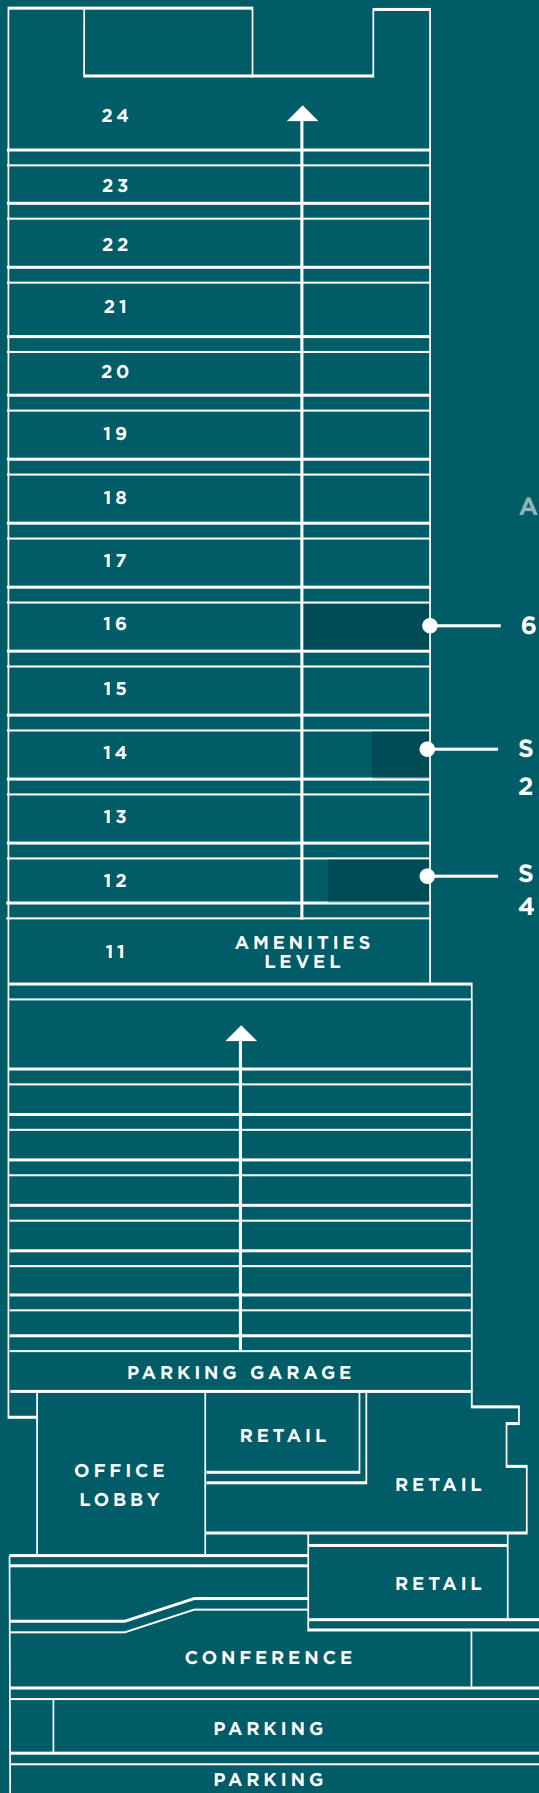 24
23
22
21
20
19
18
A
17
16
6
15
14
S
2
13
12
S
4
11
AMENITIES
LEVEL
PARKING GARAGE
RETAIL
OFFICE
LOBBY
RETAIL
RETAIL
CONFERENCE
PARKING
PARKING